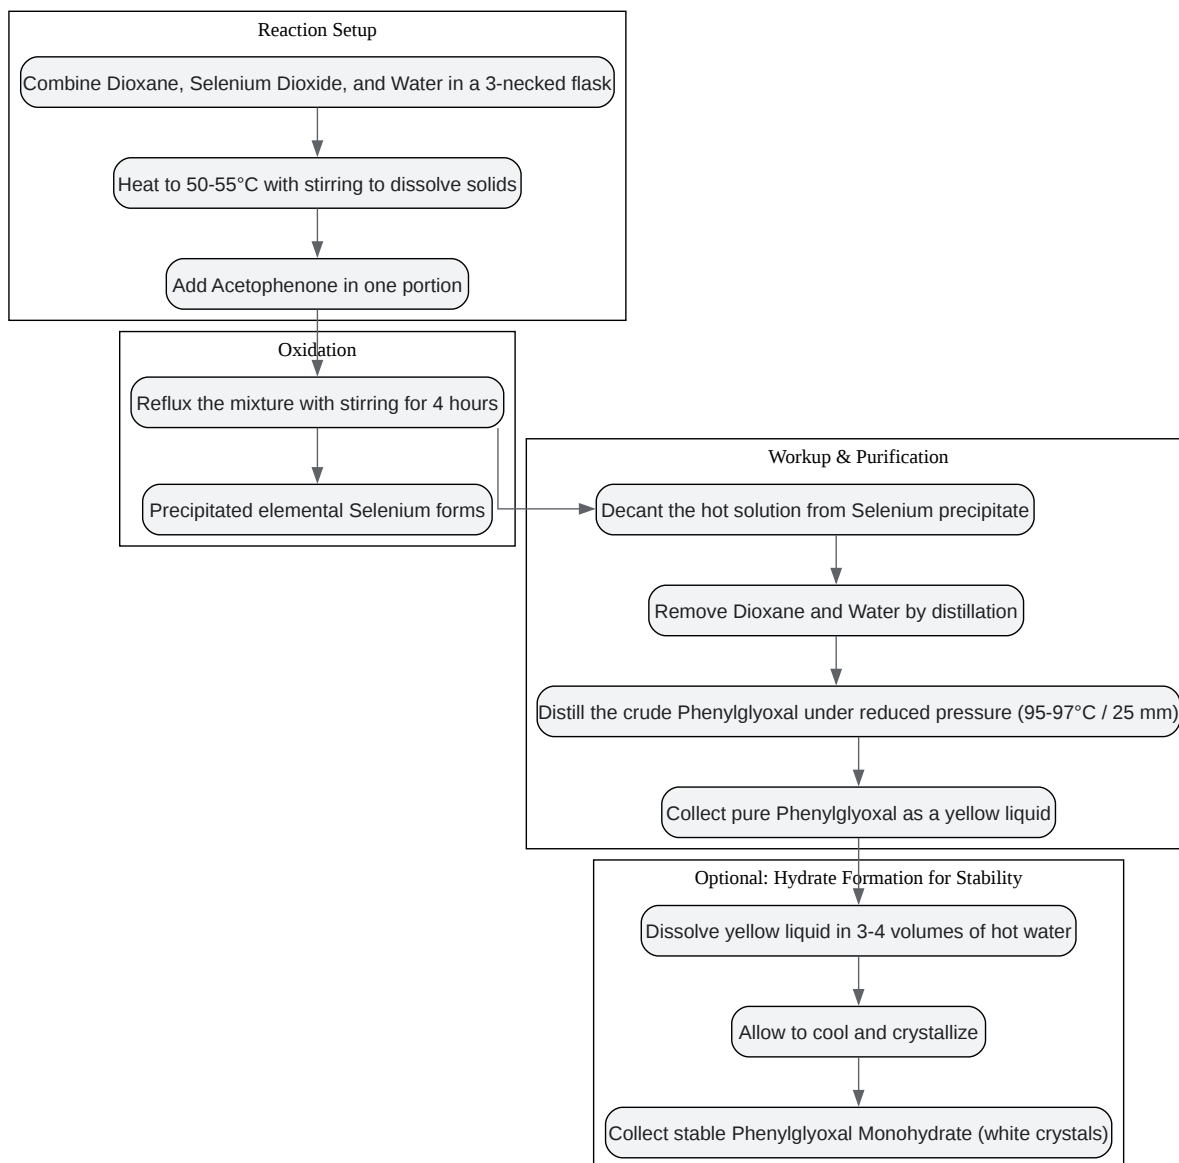 Reaction Setup
Combine Dioxane, Selenium Dioxide, and Water in a 3-necked flask
Heat to 50-55°C with stirring to dissolve solids
Add Acetophenone in one portion
Oxidation
Reflux the mixture with stirring for 4 hours
Precipitated elemental Selenium forms
Workup & Purification
Decant the hot solution from Selenium precipitate
Remove Dioxane and Water by distillation
Distill the crude Phenylglyoxal under reduced pressure (95-97°C / 25 mm)
Collect pure Phenylglyoxal as a yellow liquid
Optional: Hydrate Formation for Stability
Dissolve yellow liquid in 3-4 volumes of hot water
Allow to cool and crystallize
Collect stable Phenylglyoxal Monohydrate (white crystals)